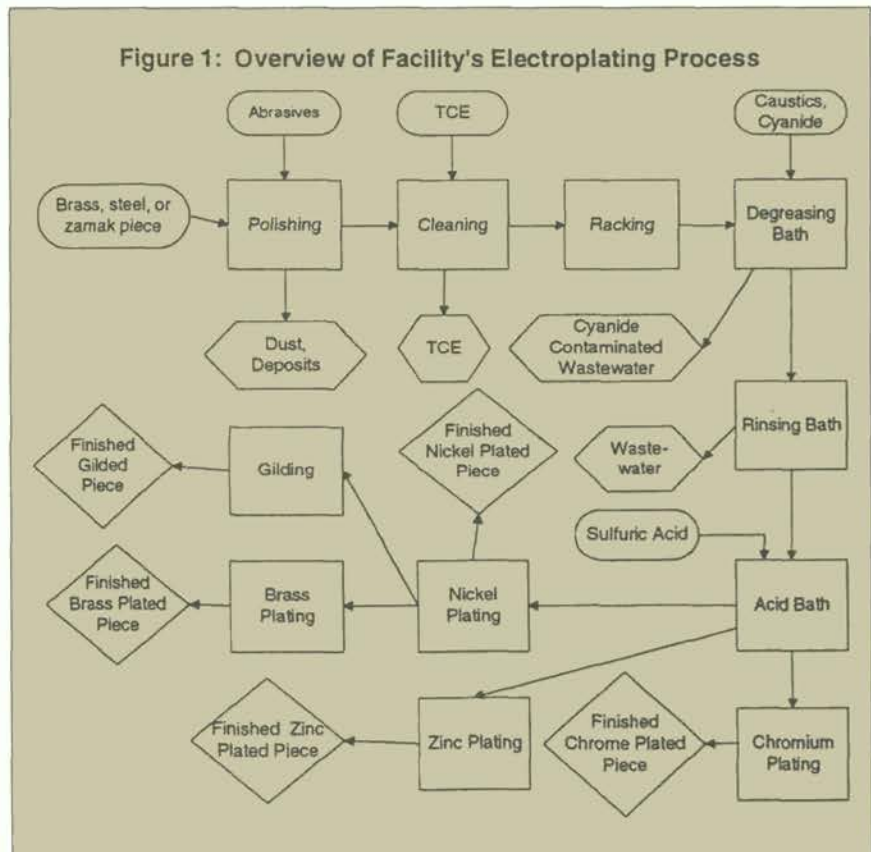 Figure 1: Overview of Facility's Electroplating Process
Abrasives
TCE
Caustics,
Cyanide
Brass, steel, or
zamak piece
Polishing
Cleaning
Racking
Degreasing
Bath
Dust,
Deposits
TCE
Cyanide
Contaminated
Wastewater
Finished
Gilded
Piece
Gilding
Finished
Nickel Plated
Piece
Waste-
water
Rinsing Bath
Sulfuric Acid
Finished
Brass Plated
Piece
Brass
Plating
Nickel
Plating
Acid Bath
Finished Zinc
Plated Piece
Zinc Plating
Finished
Chrome Plated
Piece
Chromium
Plating